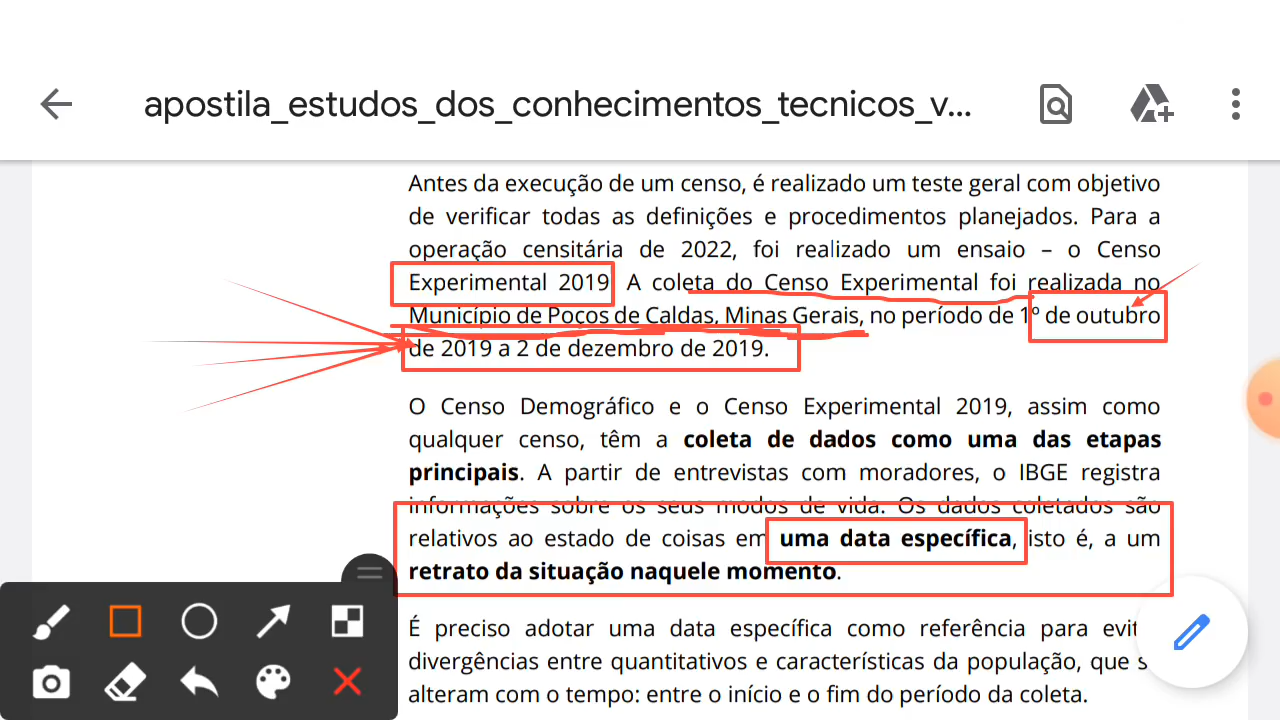 apostila_estudos_dos_conhecimentos_tecnicos_v...
Antes da execução de um censo, é realizado um teste geral com objetivo
de verificar todas as definições e procedimentos planejados. Para a
operação censitária de 2022, foi realizado um ensaio – o Censo
Experimental 2019 A coleta do Censo Experimental foi realizada no
Município de Poços de Caldas, Minas Gerais, no período de 1º de outubro
de 2019 a 2 de dezembro de 2019.
O Censo Demográfico e o Censo Experimental 2019, assim como
qualquer censo, têm a coleta de dados como uma das etapas
principais. A partir de entrevistas com moradores, o IBGE registra
informações sobre os seus modos de vida. Os dados coletados são
relativos ao estado de coisas em uma data específica, isto é, a um
retrato da situação naquele momento.
É preciso adotar uma data específica como referência para evit
divergências entre quantitativos e características da população, que s
alteram com o tempo: entre o início e o fim do período da coleta.